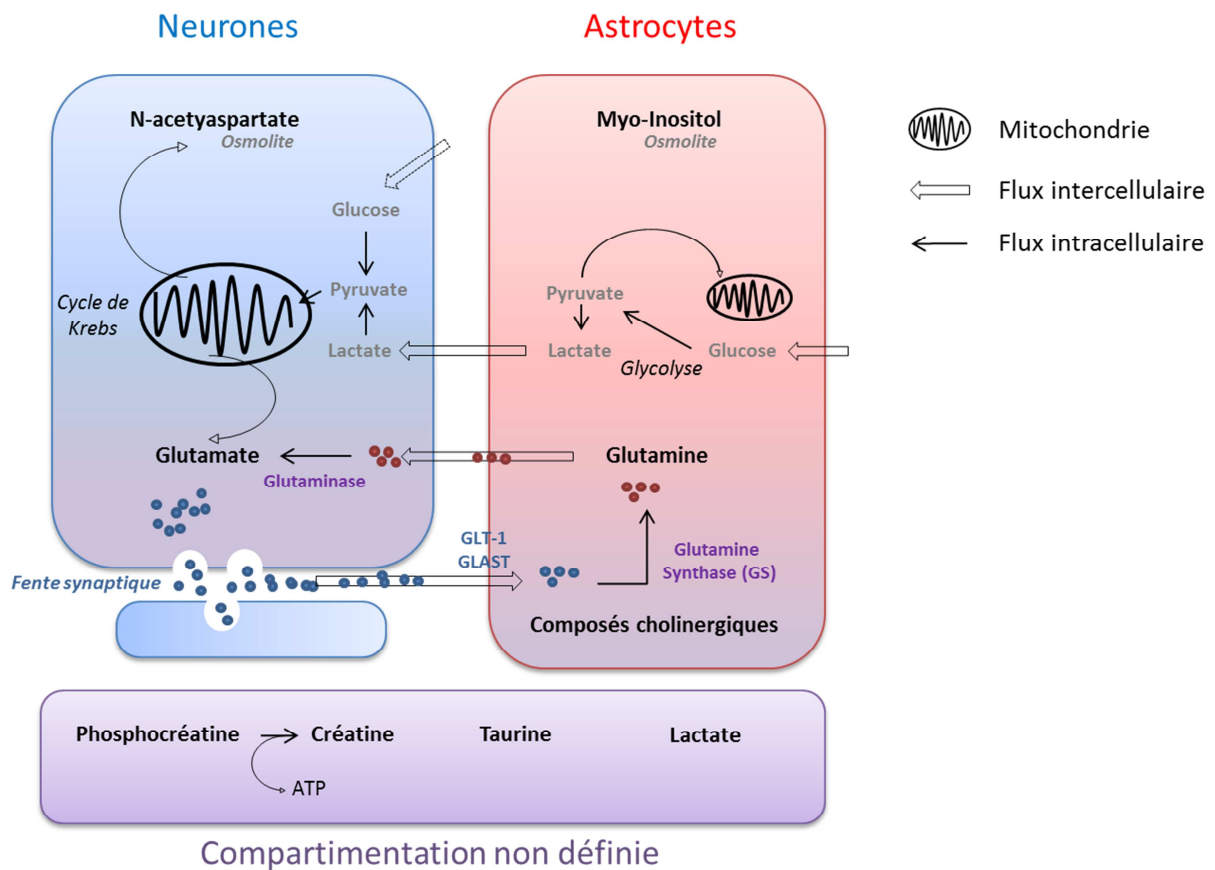 Neurones
Astrocytes
N-acetyaspartate
Osmolite
Glucose
Pyruvate
Cycle de
Krebs
Lactate
Glutamate
Glutaminase
Fente synaptique
Myo-Inositol
Osmolite
Pyruvate
Lactate
Glucose
Glycolyse
Glutamine
GLT-1
GLAST
Glutamine
Synthase (GS)
Composés cholinergiques
Mitochondrie
Flux intercellulaire
Flux intracellulaire
Phosphocréatine
Créatine
Taurine
Lactate
ATP
Compartimentation non définie